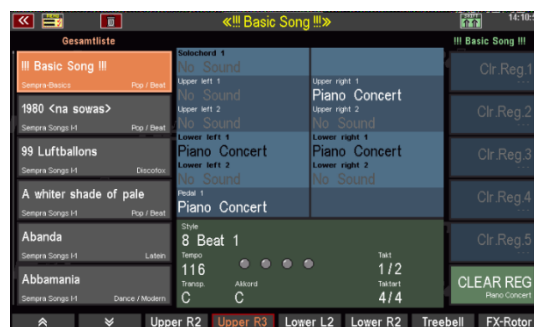 «!!! Basic Song !!!»
14:10:
Gesamtliste
!!! Basic Song !!!
!!! Basic Song !!!
Sempra-Basics
Pop / Beat
1980 <na sowas>
Sempra Songs I-I
Pop / Beat
99 Luftballons
Sempra Songs I-I
Discofox
A whiter shade of pale
Sempra Songs I-I
Pop / Beat
Abanda
Sempra Songs I-I
Latein
Abbamania
Sempra Songs I-I
Dance / Modern
Solochord 1
No Sound
Upper left 1
No Sound
Upper right 1
Piano Concert
Upper left 2
No Sound
Upper right 2
No Sound
Lower left 1
Piano Concert
Lower right 1
Piano Concert
Lower left 2
No Sound
Lower right 2
No Sound
Pedal 1
Piano Concert
Style
8 Beat 1
Tempo
116
Takt
1/2
Transp.
C
Akkord
C
Taktart
4/4
Clr.Reg.1
Clr.Reg.2
Clr.Reg.3
Clr.Reg.4
Clr.Reg.5
CLEAR REG
Piano Concert
Upper R2
Upper R3
Lower L2
Lower R2
Treebell
FX-Rotor